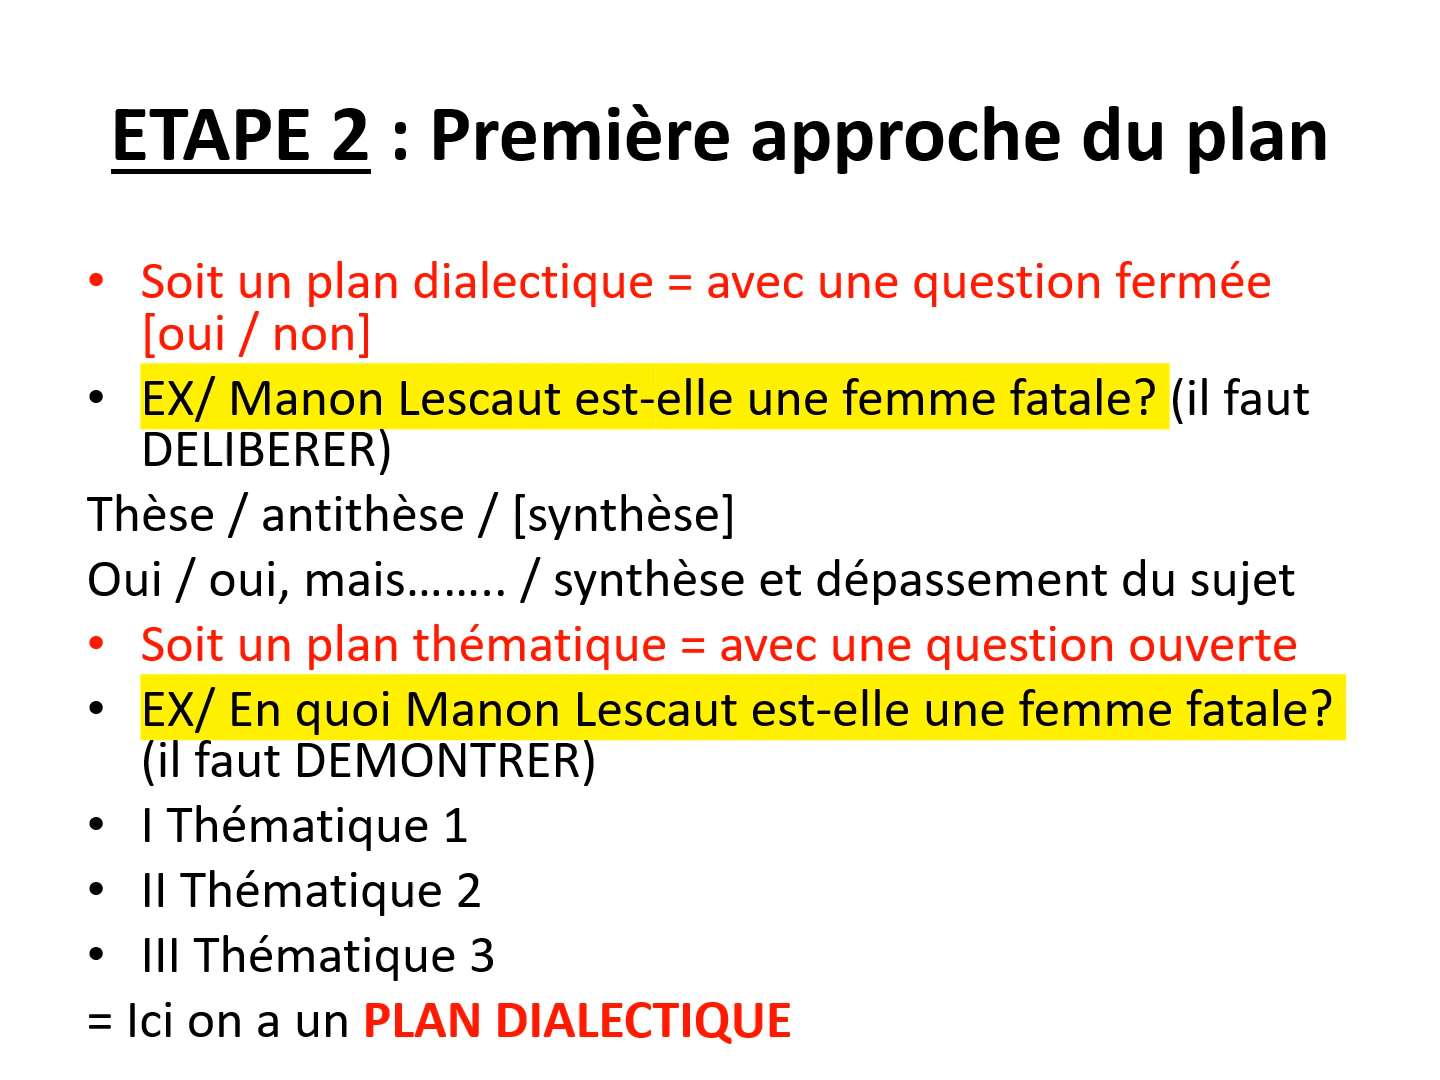 ETAPE 2 : Première approche du plan
• Soit un plan dialectique = avec une question fermée
[oui / non]
• EX/ Manon Lescaut est-elle une femme fatale? (il faut
DELIBERER)
Thèse / antithèse / [synthèse]
Oui / oui, mais…….. / synthèse et dépassement du sujet
• Soit un plan thématique = avec une question ouverte
• EX/ En quoi Manon Lescaut est-elle une femme fatale?
(il faut DEMONTRER)
• I Thématique 1
• II Thématique 2
• III Thématique 3
= Ici on a un PLAN DIALECTIQUE